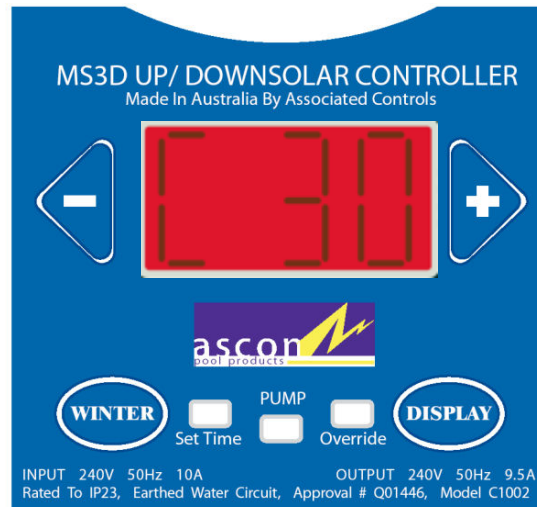 MS3D UP/ DOWNSOLAR CONTROLLER
Made In Australia By Associated Controls
-
C 30
+
ascon
pool products
WINTER
Set Time
PUMP
Override
DISPLAY
INPUT 240V 50Hz 10A OUTPUT 240V 50Hz 9.5A
Rated To IP23, Earthed Water Circuit, Approval # Q01446, Model C1002